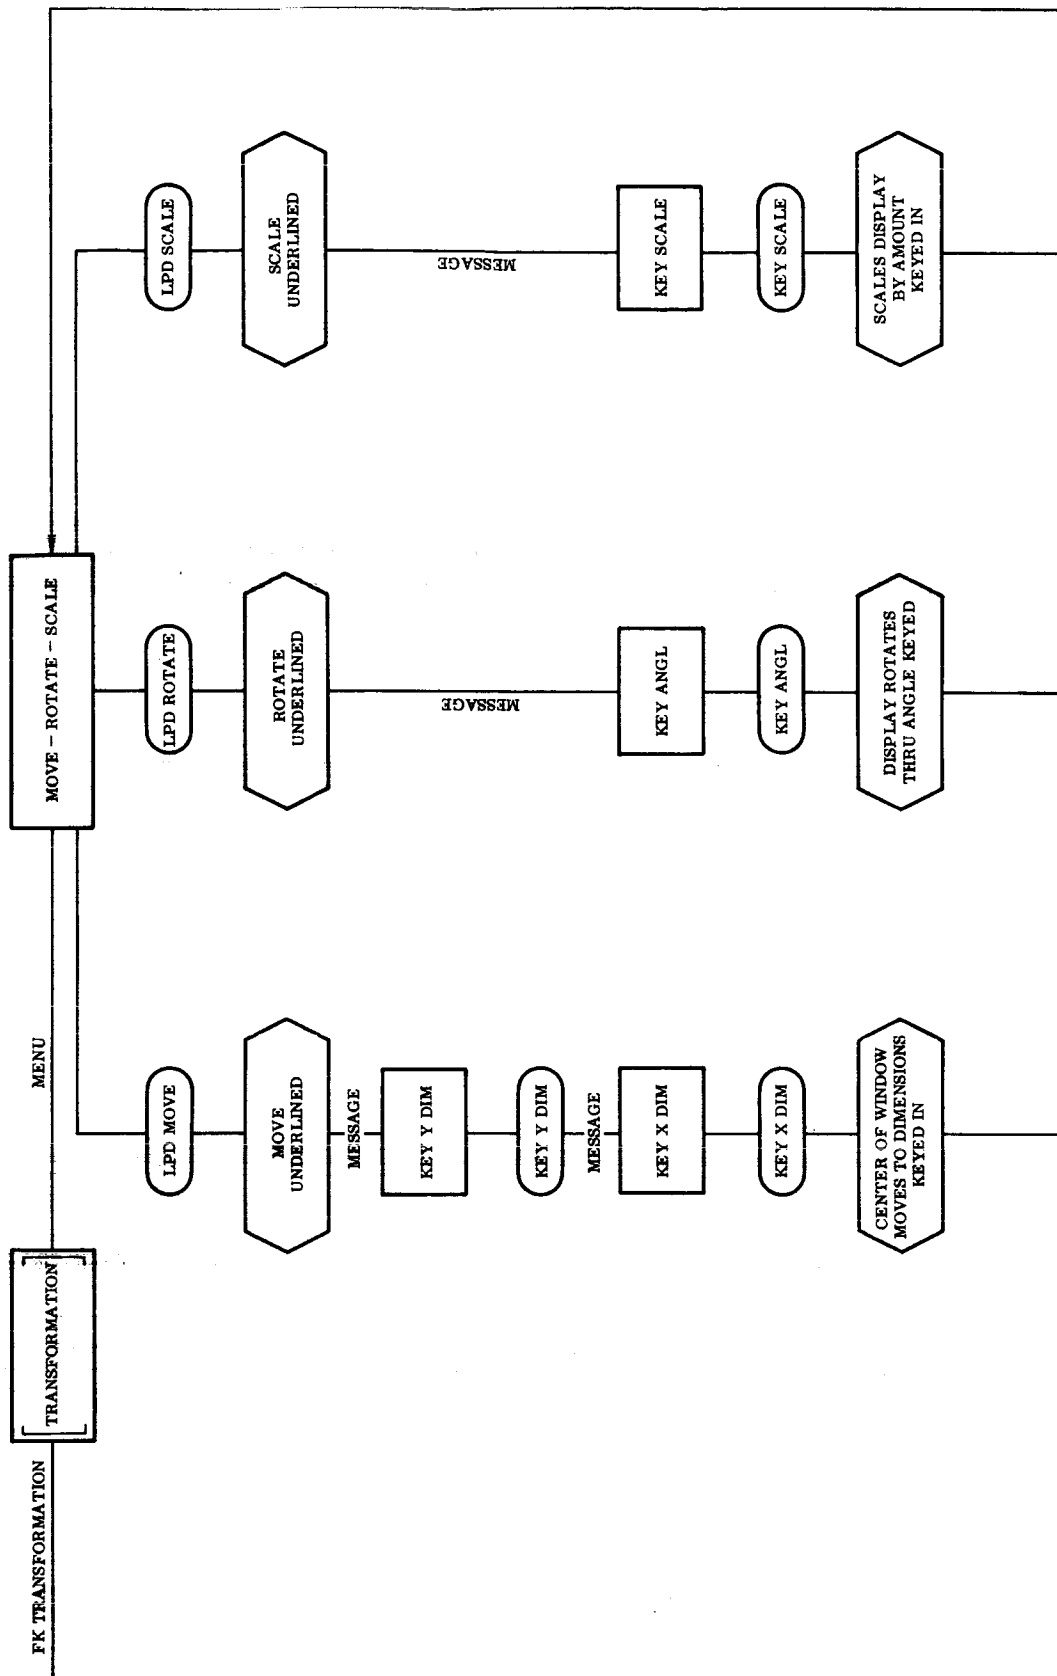 FK TRANSFORMATION
TRANSFORMATION
MENU
MOVE – ROTATE – SCALE
LPD MOVE
MOVE
UNDERLINED
MESSAGE
KEY Y DIM
KEY Y DIM
MESSAGE
KEY X DIM
KEY X DIM
CENTER OF WINDOW
MOVES TO DIMENSIONS
KEYED IN
LPD ROTATE
ROTATE
UNDERLINED
MESSAGE
KEY ANGL
KEY ANGL
DISPLAY ROTATES
THRU ANGLE KEYED
LPD SCALE
SCALE
UNDERLINED
MESSAGE
KEY SCALE
KEY SCALE
SCALES DISPLAY
BY AMOUNT
KEYED IN